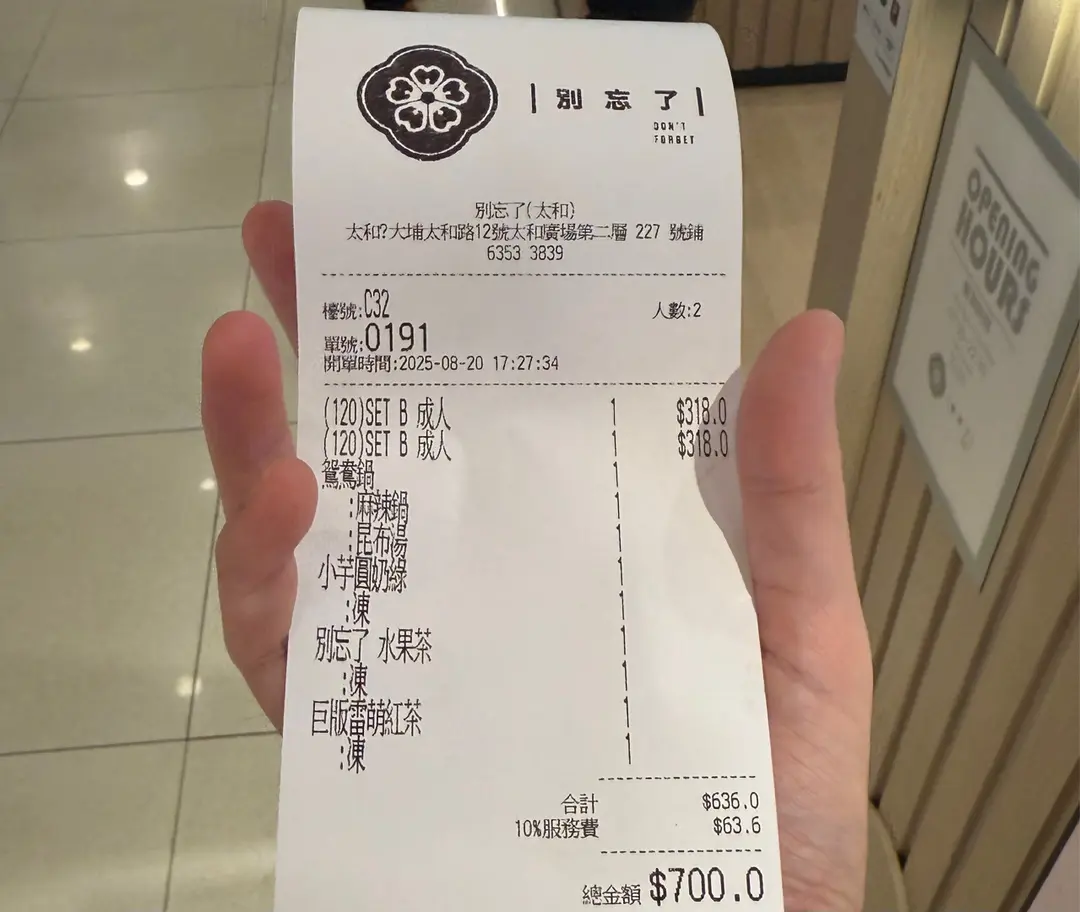 |別忘了|
DON'T
FORGET
別忘了(太和)
太和?大埔太和路12號太和廣場第二層 227 號鋪
6353 3839
檯號:C32 人數:2
單號:0191
開單時間:2025-08-20 17:27:34
(120)SET B 成人 1 $318.0
(120)SET B 成人 1 $318.0
鴛鴦鍋 1
:麻辣鍋 1
:昆布湯 1
小芋圓奶綠 1
:凍 1
別忘了 水果茶 1
:凍 1
巨版雷萌紅茶 1
:凍 1
合計 $636.0
10%服務費 $63.6
總金額 $700.0
OPENING
HOURS